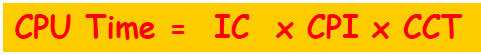 CPU Time = IC x CPI x CCT